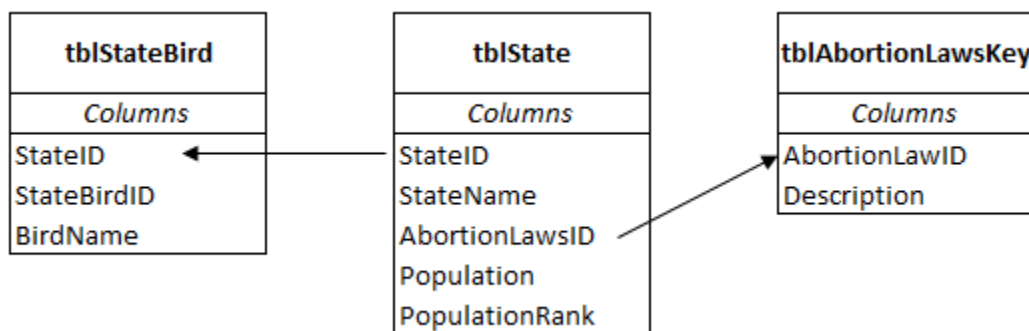 tblStateBird
Columns
StateID
StateBirdID
BirdName
tblState
Columns
StateID
StateName
AbortionLawsID
Population
PopulationRank
tblAbortionLawsKey
Columns
AbortionLawID
Description